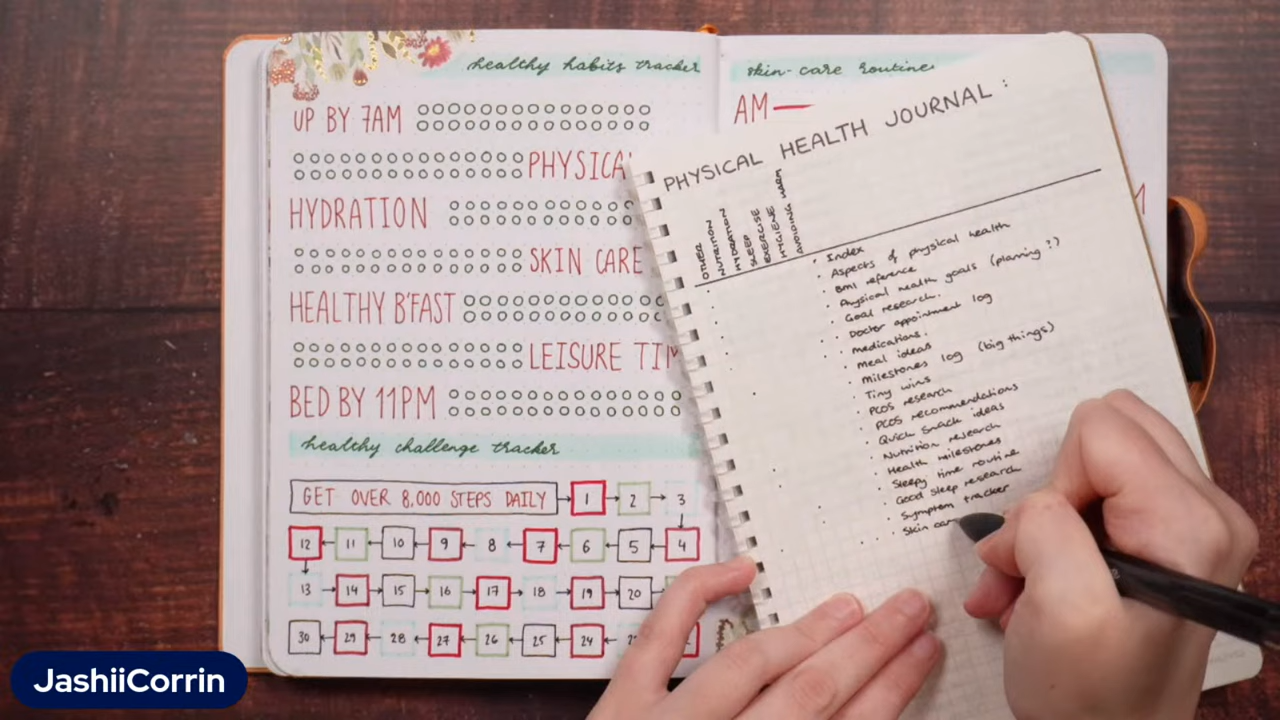 healthy habits tracker
UP BY 7AM
PHYSICA
HYDRATION
SKIN CARE
HEALTHY B'FAST
LEISURE TIM
BED BY 11PM
healthy challenge tracker
GET OVER 8,000 STEPS DAILY 1 2 3
12 11 10 9 8 7 6 5 4
13 14 15 16 17 18 19 20
30 29 28 27 26 25 24
skin-care routine
AM
PHYSICAL HEALTH JOURNAL:
OTHER
NUTRITION
HYDRATION
SLEEP
EXERCISE
HYGIENE
AVOIDING HARM
• Index
• Aspects of physical health
• BMI reference
• Physical health goals (planning?)
• Goal research.
• Doctor appointment log
• medications.
• Meal ideas
• Milestones log (big things)
• Tiny wins
• PCOS research
• PCOS recommendations
• Quick snack ideas
• Nutrition research
• Health milestones
• Sleepy time routine
• Good sleep research
• Symptom tracker
• Skin car
JashiiCorrin